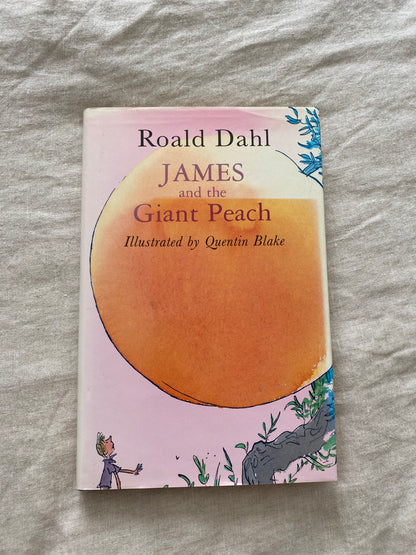 Roald Dahl
JAMES
and the
Giant Peach
Illustrated by Quentin Blake